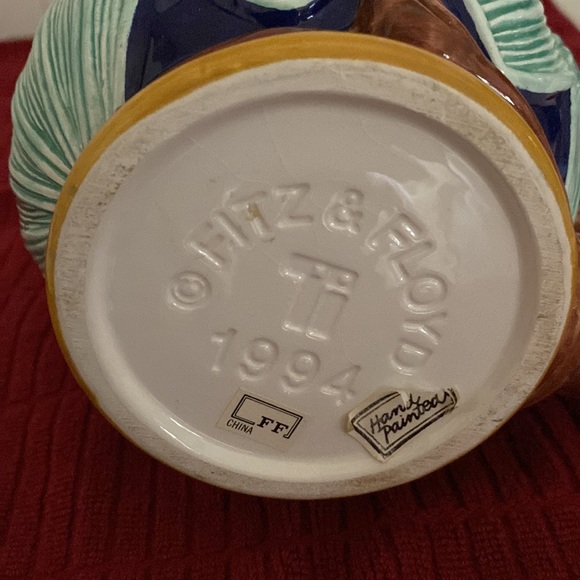 © FITZ & FLOYD
FF
1994
CHINA FF
Hand
Painted